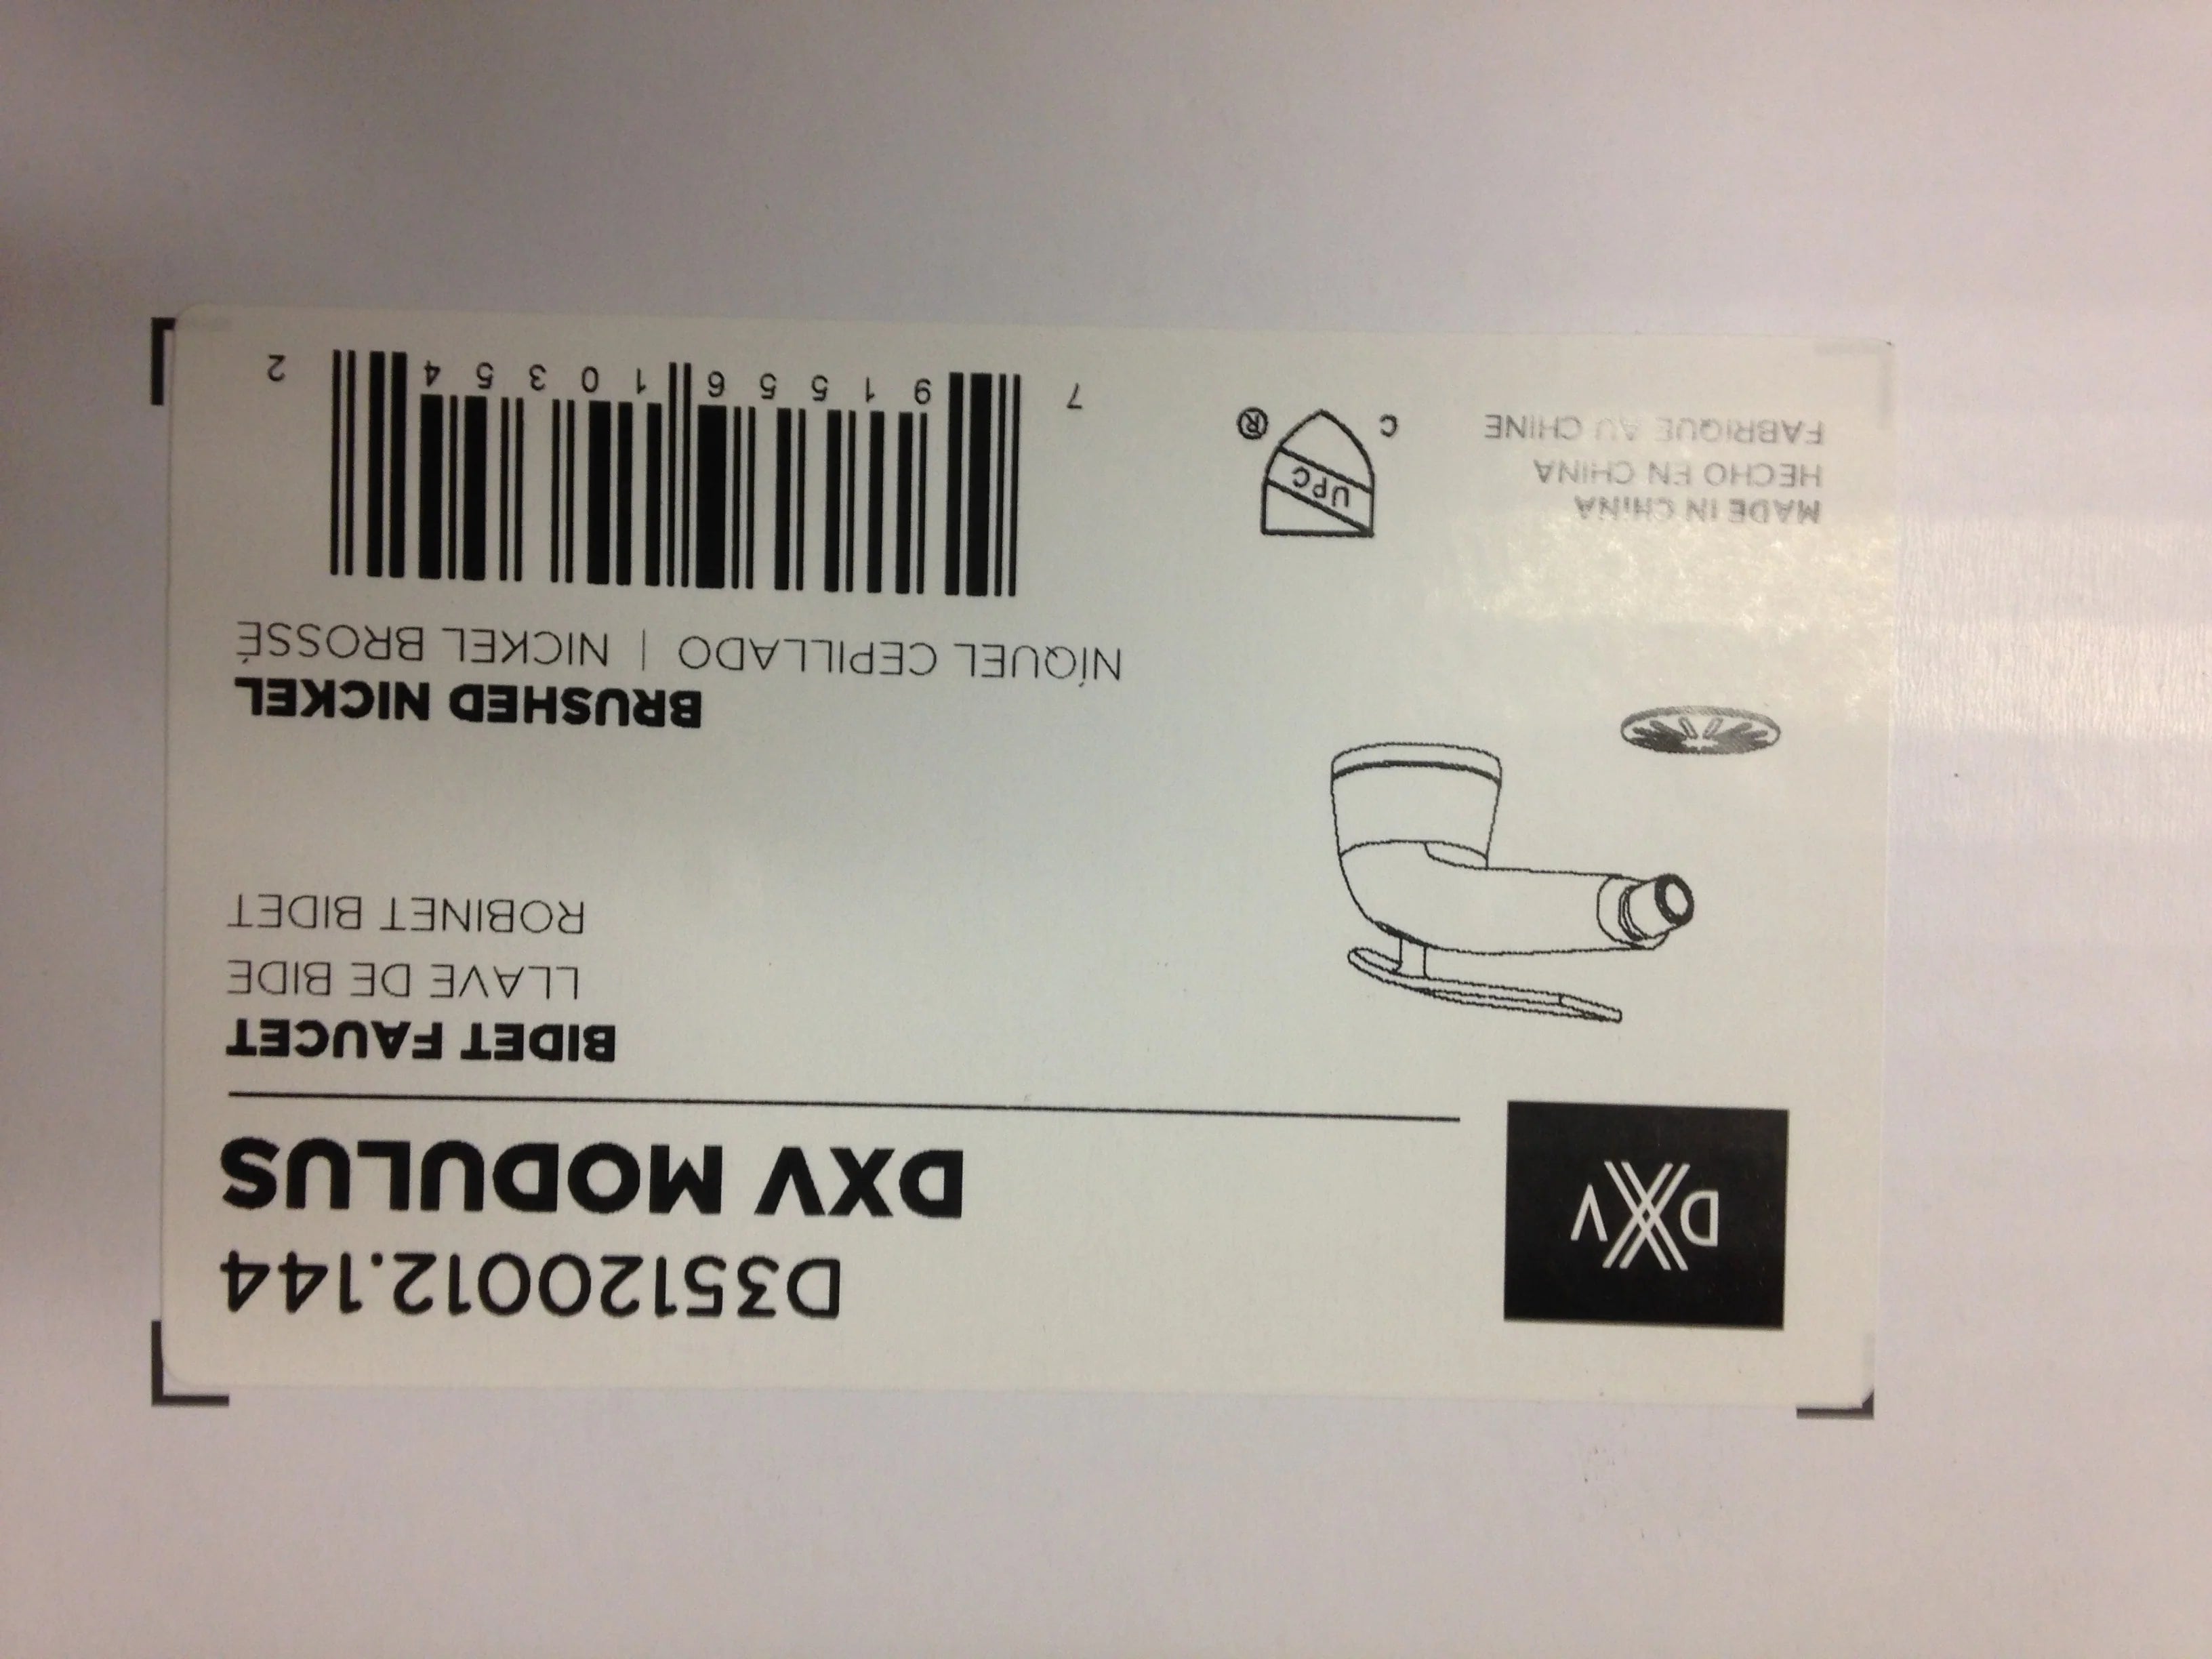 D35120012.144
DXV MODULUS
DXV
BIDET FAUCET
LLAVE DE BIDE
ROBINET BIDET
BRUSHED NICKEL
NÍQUEL CEPILLADO | NICKEL BROSSÉ
MADE IN CHINA
HECHO EN CHINA
FABRIQUE AU CHINE
C UPC ®
7 91556 10354 2